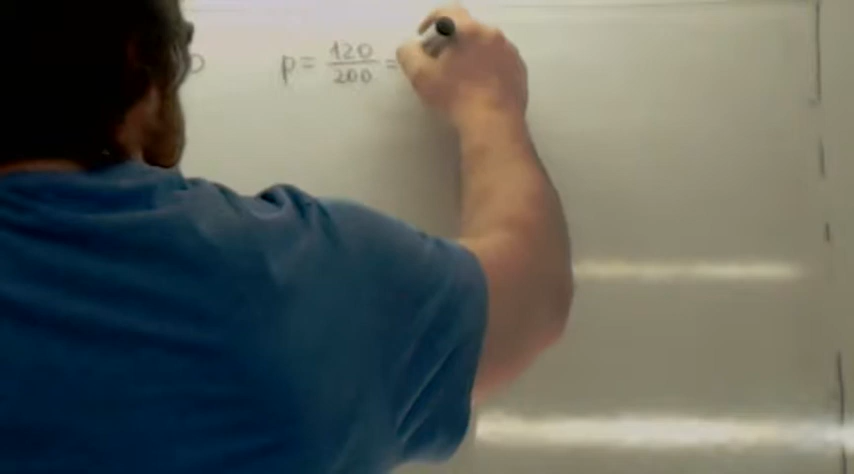 p = 120/200 =